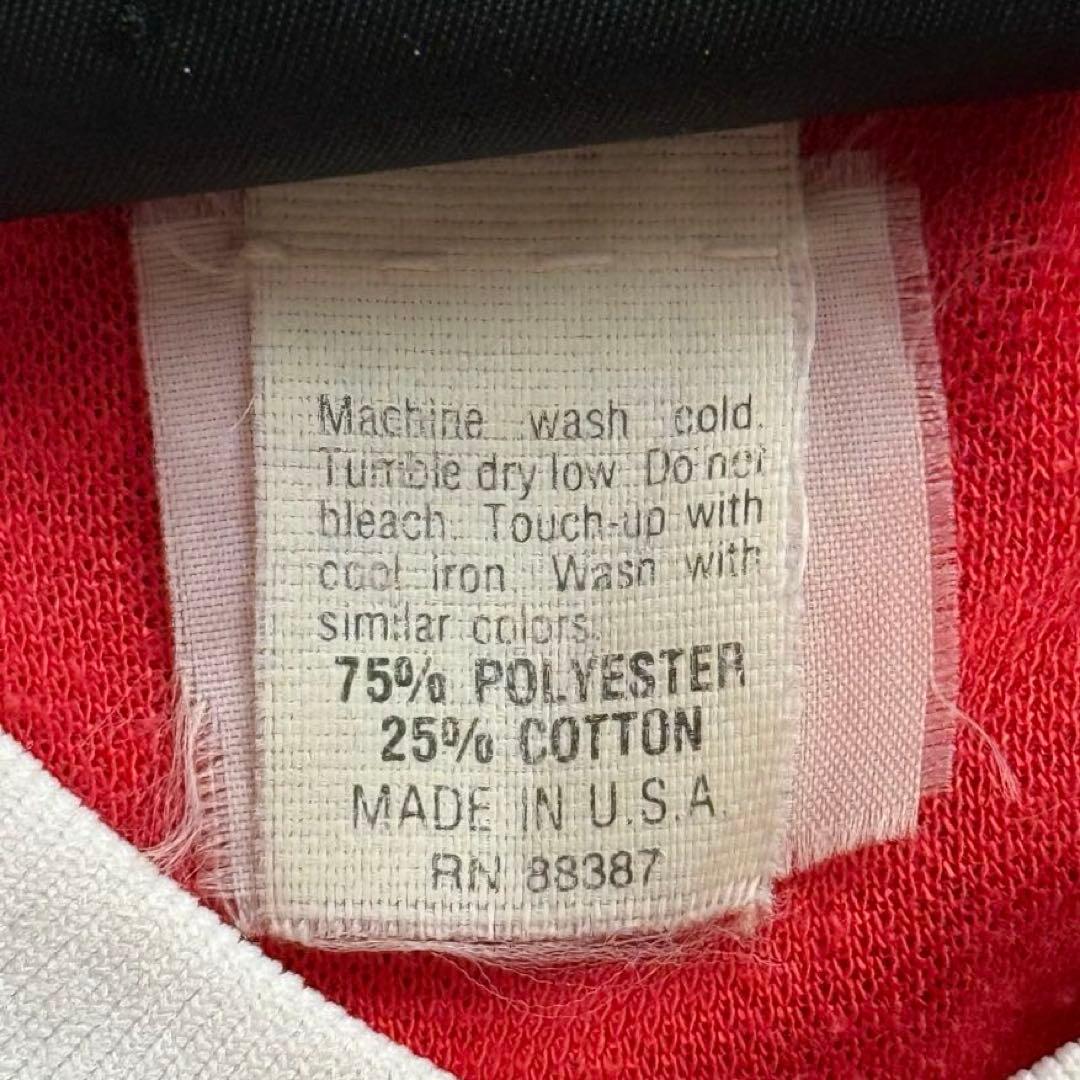 Machine wash cold.
Tumble dry low. Do not
bleach. Touch-up with
cool iron. Wash with
similar colors.
75% POLYESTER
25% COTTON
MADE IN U.S.A.
RN 88387